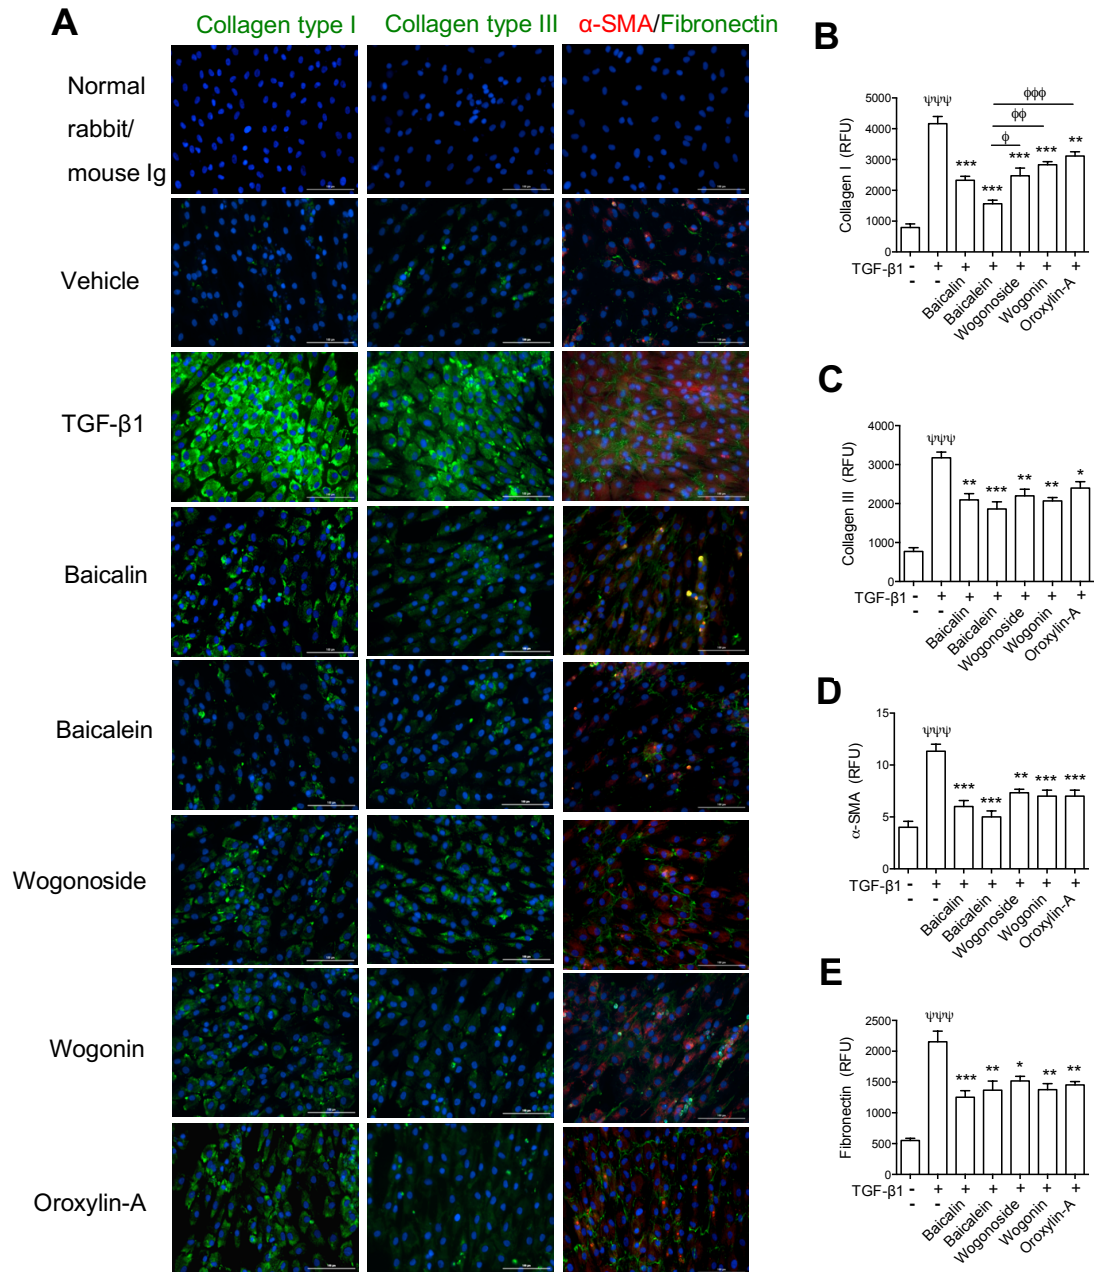 A
Collagen type I
Collagen type III
α-SMA/Fibronectin
Normal
rabbit/
mouse Ig
Vehicle
TGF-β1
Baicalin
Baicalein
Wogonoside
Wogonin
Oroxylin-A
B
Collagen I (RFU)
5000
4000
3000
2000
1000
0
ψψψ
***
***
***
***
**
ϕ
ϕϕ
ϕϕϕ
TGF-β1 - + + + + + +
- - Baicalin Baicalein Wogonoside Wogonin Oroxylin-A
C
Collagen III (RFU)
4000
3000
2000
1000
0
ψψψ
**
***
**
**
*
TGF-β1 - + + + + + +
- - Baicalin Baicalein Wogonoside Wogonin Oroxylin-A
D
α-SMA (RFU)
15
10
5
0
ψψψ
***
***
**
***
***
TGF-β1 - + + + + + +
- - Baicalin Baicalein Wogonoside Wogonin Oroxylin-A
E
Fibronectin (RFU)
2500
2000
1500
1000
500
0
ψψψ
***
**
*
**
**
TGF-β1 - + + + + + +
- - Baicalin Baicalein Wogonoside Wogonin Oroxylin-A